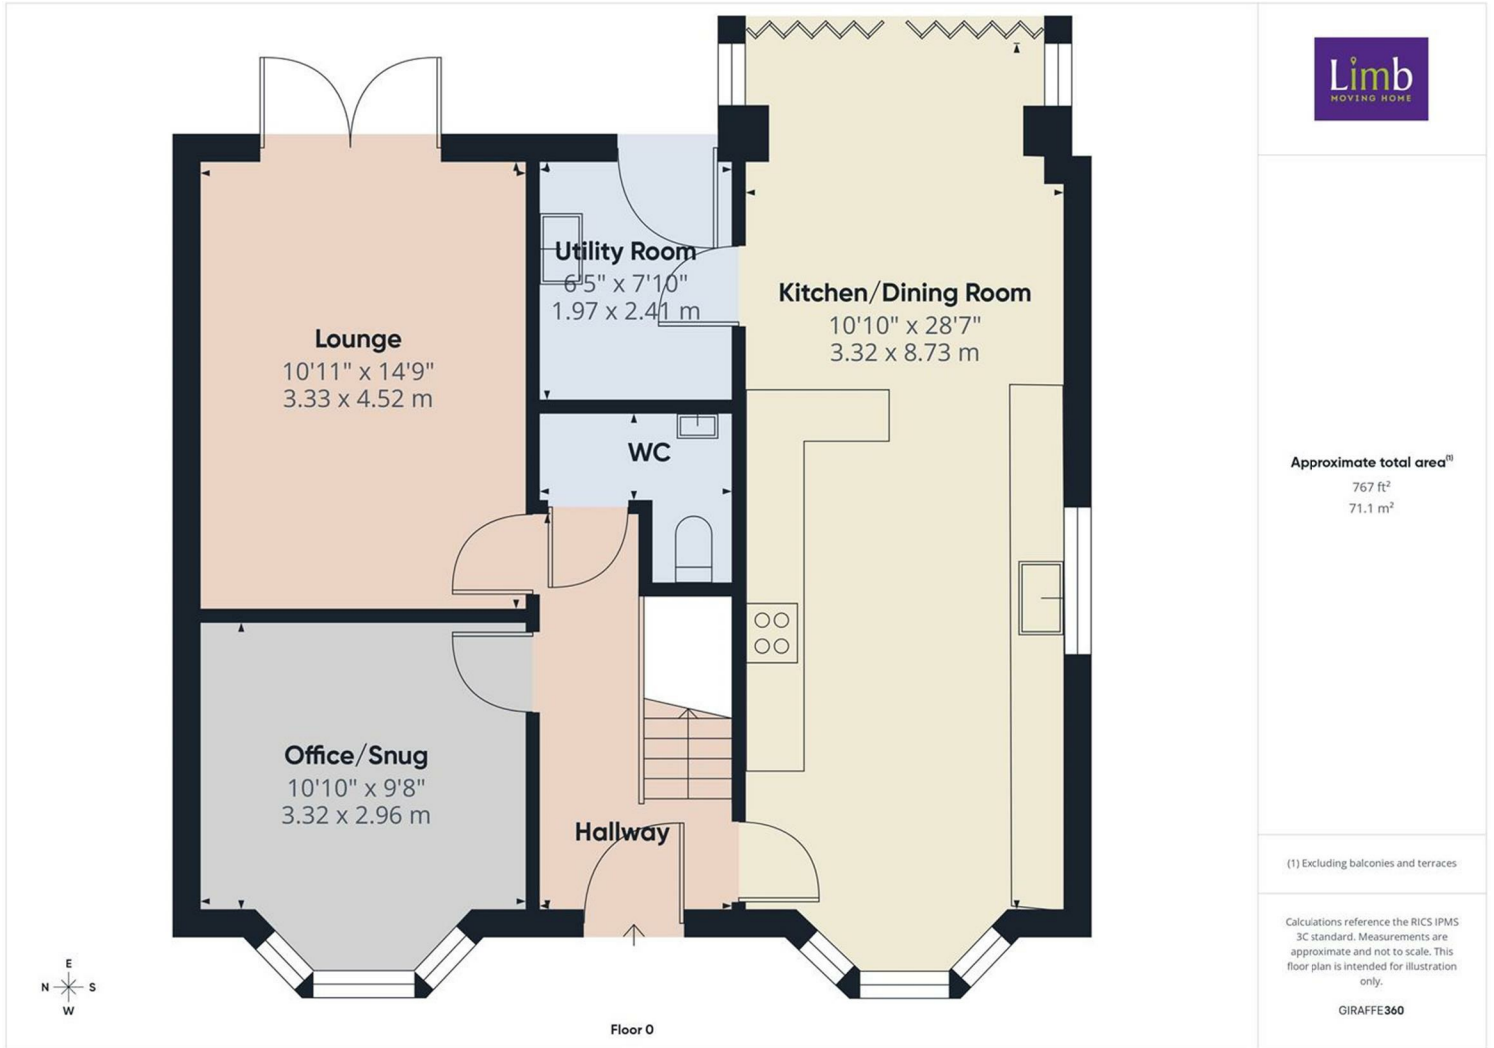 Lounge
10'11" x 14'9"
3.33 x 4.52 m
Utility Room
6'5" x 7'10"
1.97 x 2.41 m
Kitchen/Dining Room
10'10" x 28'7"
3.32 x 8.73 m
WC
Office/Snug
10'10" x 9'8"
3.32 x 2.96 m
Hallway
E
N S
W
Floor 0
Limb
MOVING HOME
Approximate total area(1)
767 ft²
71.1 m²
(1) Excluding balconies and terraces
Calculations reference the RICS IPMS
3C standard. Measurements are
approximate and not to scale. This
floor plan is intended for illustration
only.
GIRAFFE360